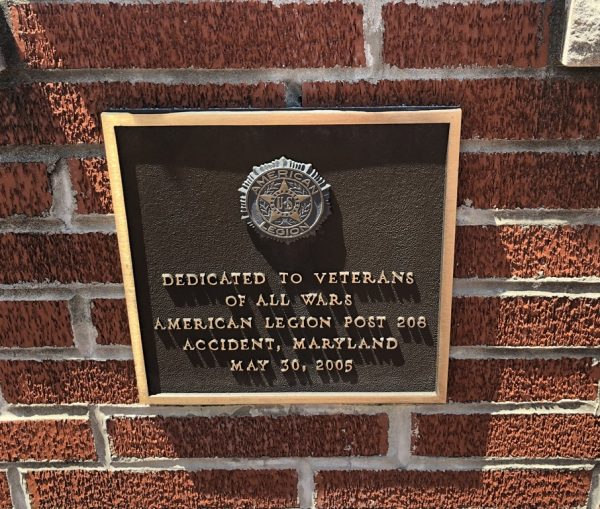 AMERICAN
U.S
LEGION
DEDICATED TO VETERANS
OF ALL WARS
AMERICAN LEGION POST 208
ACCIDENT, MARYLAND
MAY 30, 2005